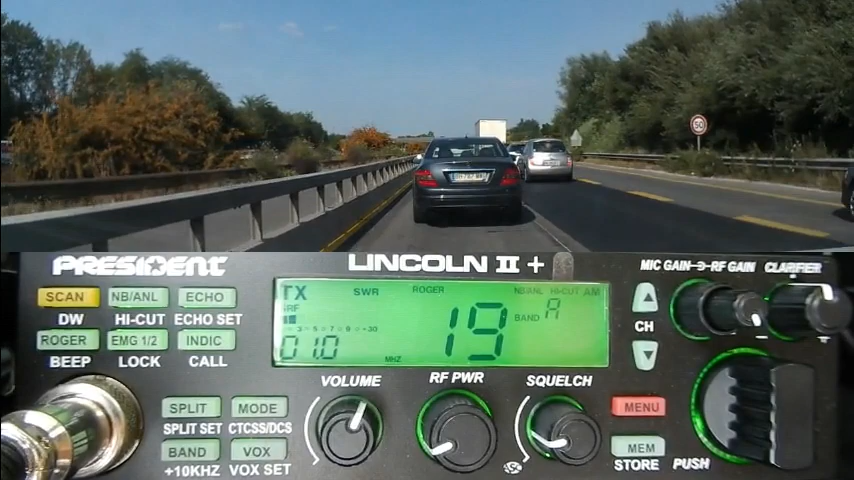 50
PRESIDENT
LINCOLN II +
MIC GAIN RF GAIN CLARIFIER
SCAN NB/ANL ECHO
DW HI-CUT ECHO SET
ROGER EMG 1/2 INDIC
BEEP LOCK CALL
TX SWR ROGER NB/ANL HI-CUT AM
RF
19 BAND A
01.0 MHZ
CH
VOLUME RF PWR SQUELCH
SPLIT MODE
SPLIT SET CTCSS/DCS
BAND VOX
+10KHZ VOX SET
MENU
MEM
STORE PUSH